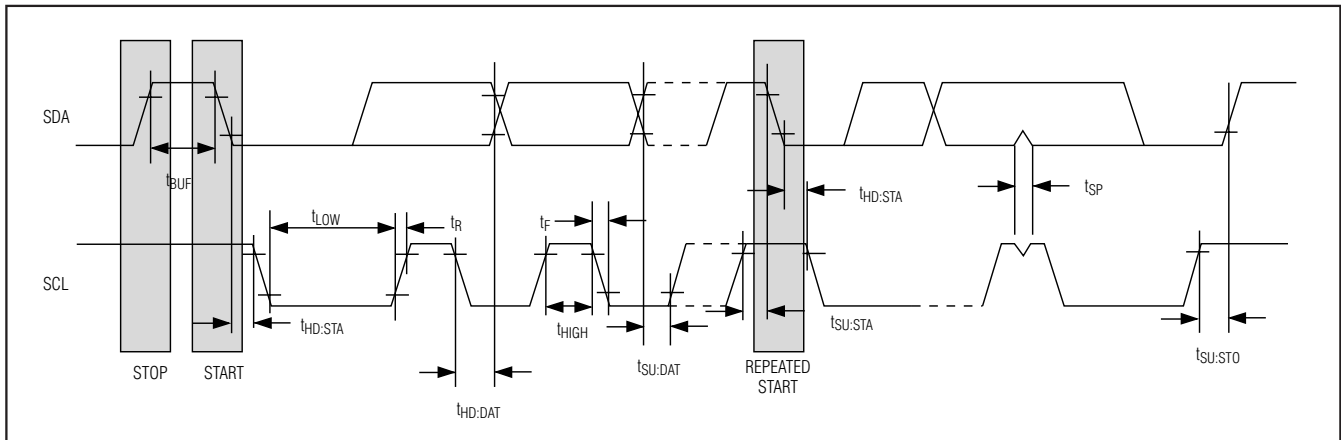 SDA
tBUF
tLOW
tR
tF
tHD:STA
tSP
SCL
tHD:STA
tHIGH
tSU:DAT
tSU:STA
tSU:STO
STOP
START
REPEATED
START
tHD:DAT